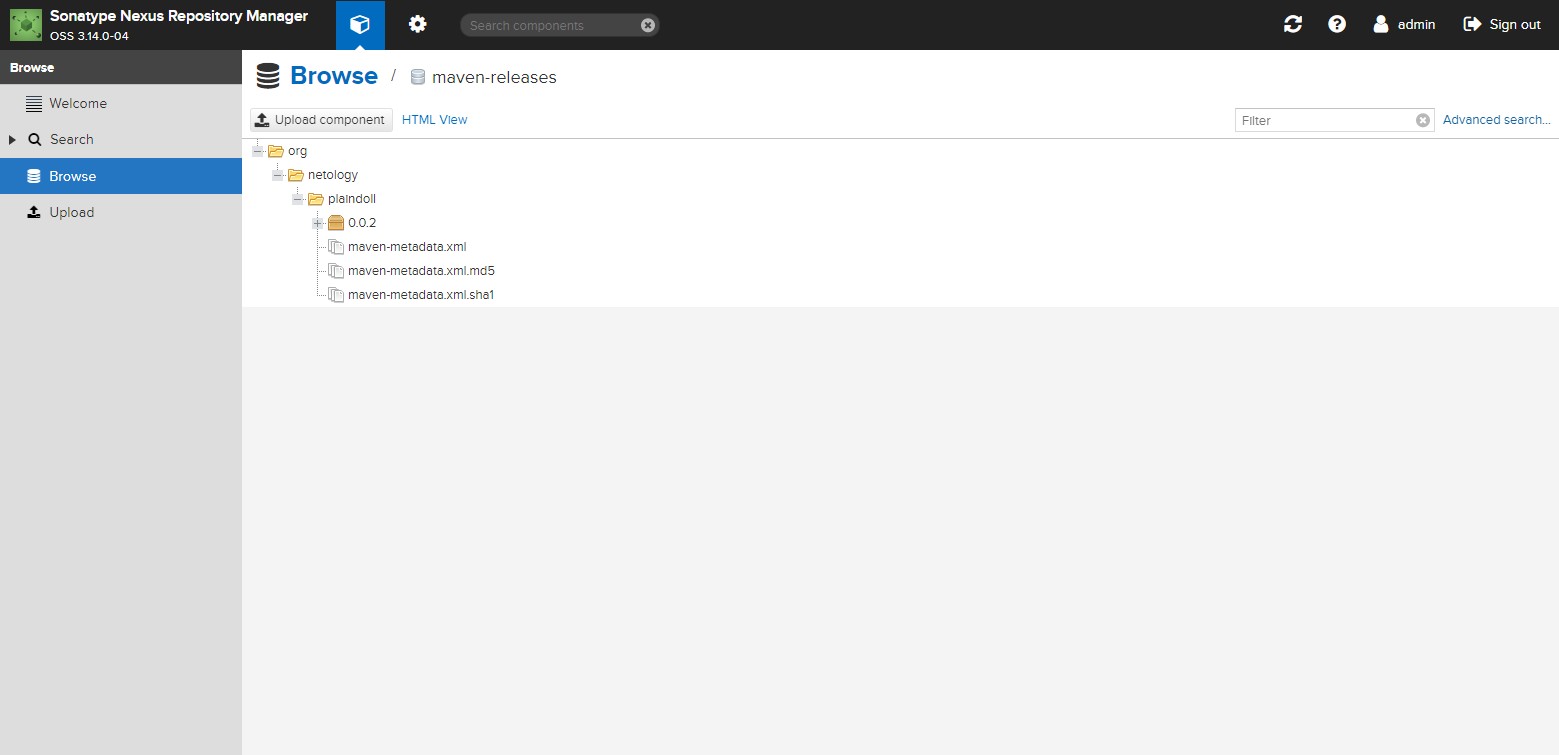 Sonatype Nexus Repository Manager
OSS 3.14.0-04
Search components
admin
Sign out
Browse
Welcome
Search
Browse
Upload
Browse / maven-releases
Upload component
HTML View
Filter
Advanced search...
org
netology
plaindoll
0.0.2
maven-metadata.xml
maven-metadata.xml.md5
maven-metadata.xml.sha1